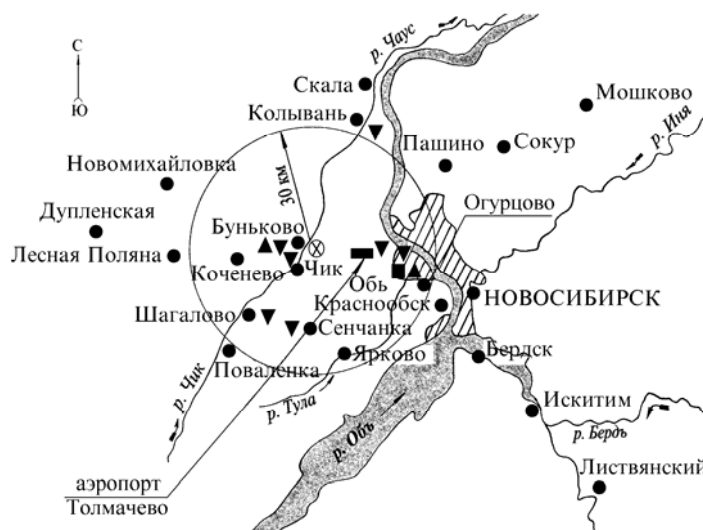 С
Ю
р. Чаус
Скала
Колывань
Мошково
р. Иня
Пашино
Сокур
30 км
Новомихайловка
Огурцово
Дупленская
Буньково
Лесная Поляна
Коченево
Чик
Обь
Краснообск
НОВОСИБИРСК
Шагалово
Сенчанка
Поваленка
Ярково
Бердск
р. Чик
р. Тула
Искитим
р. Обь
р. Бердь
Листвянский
аэропорт
Толмачево